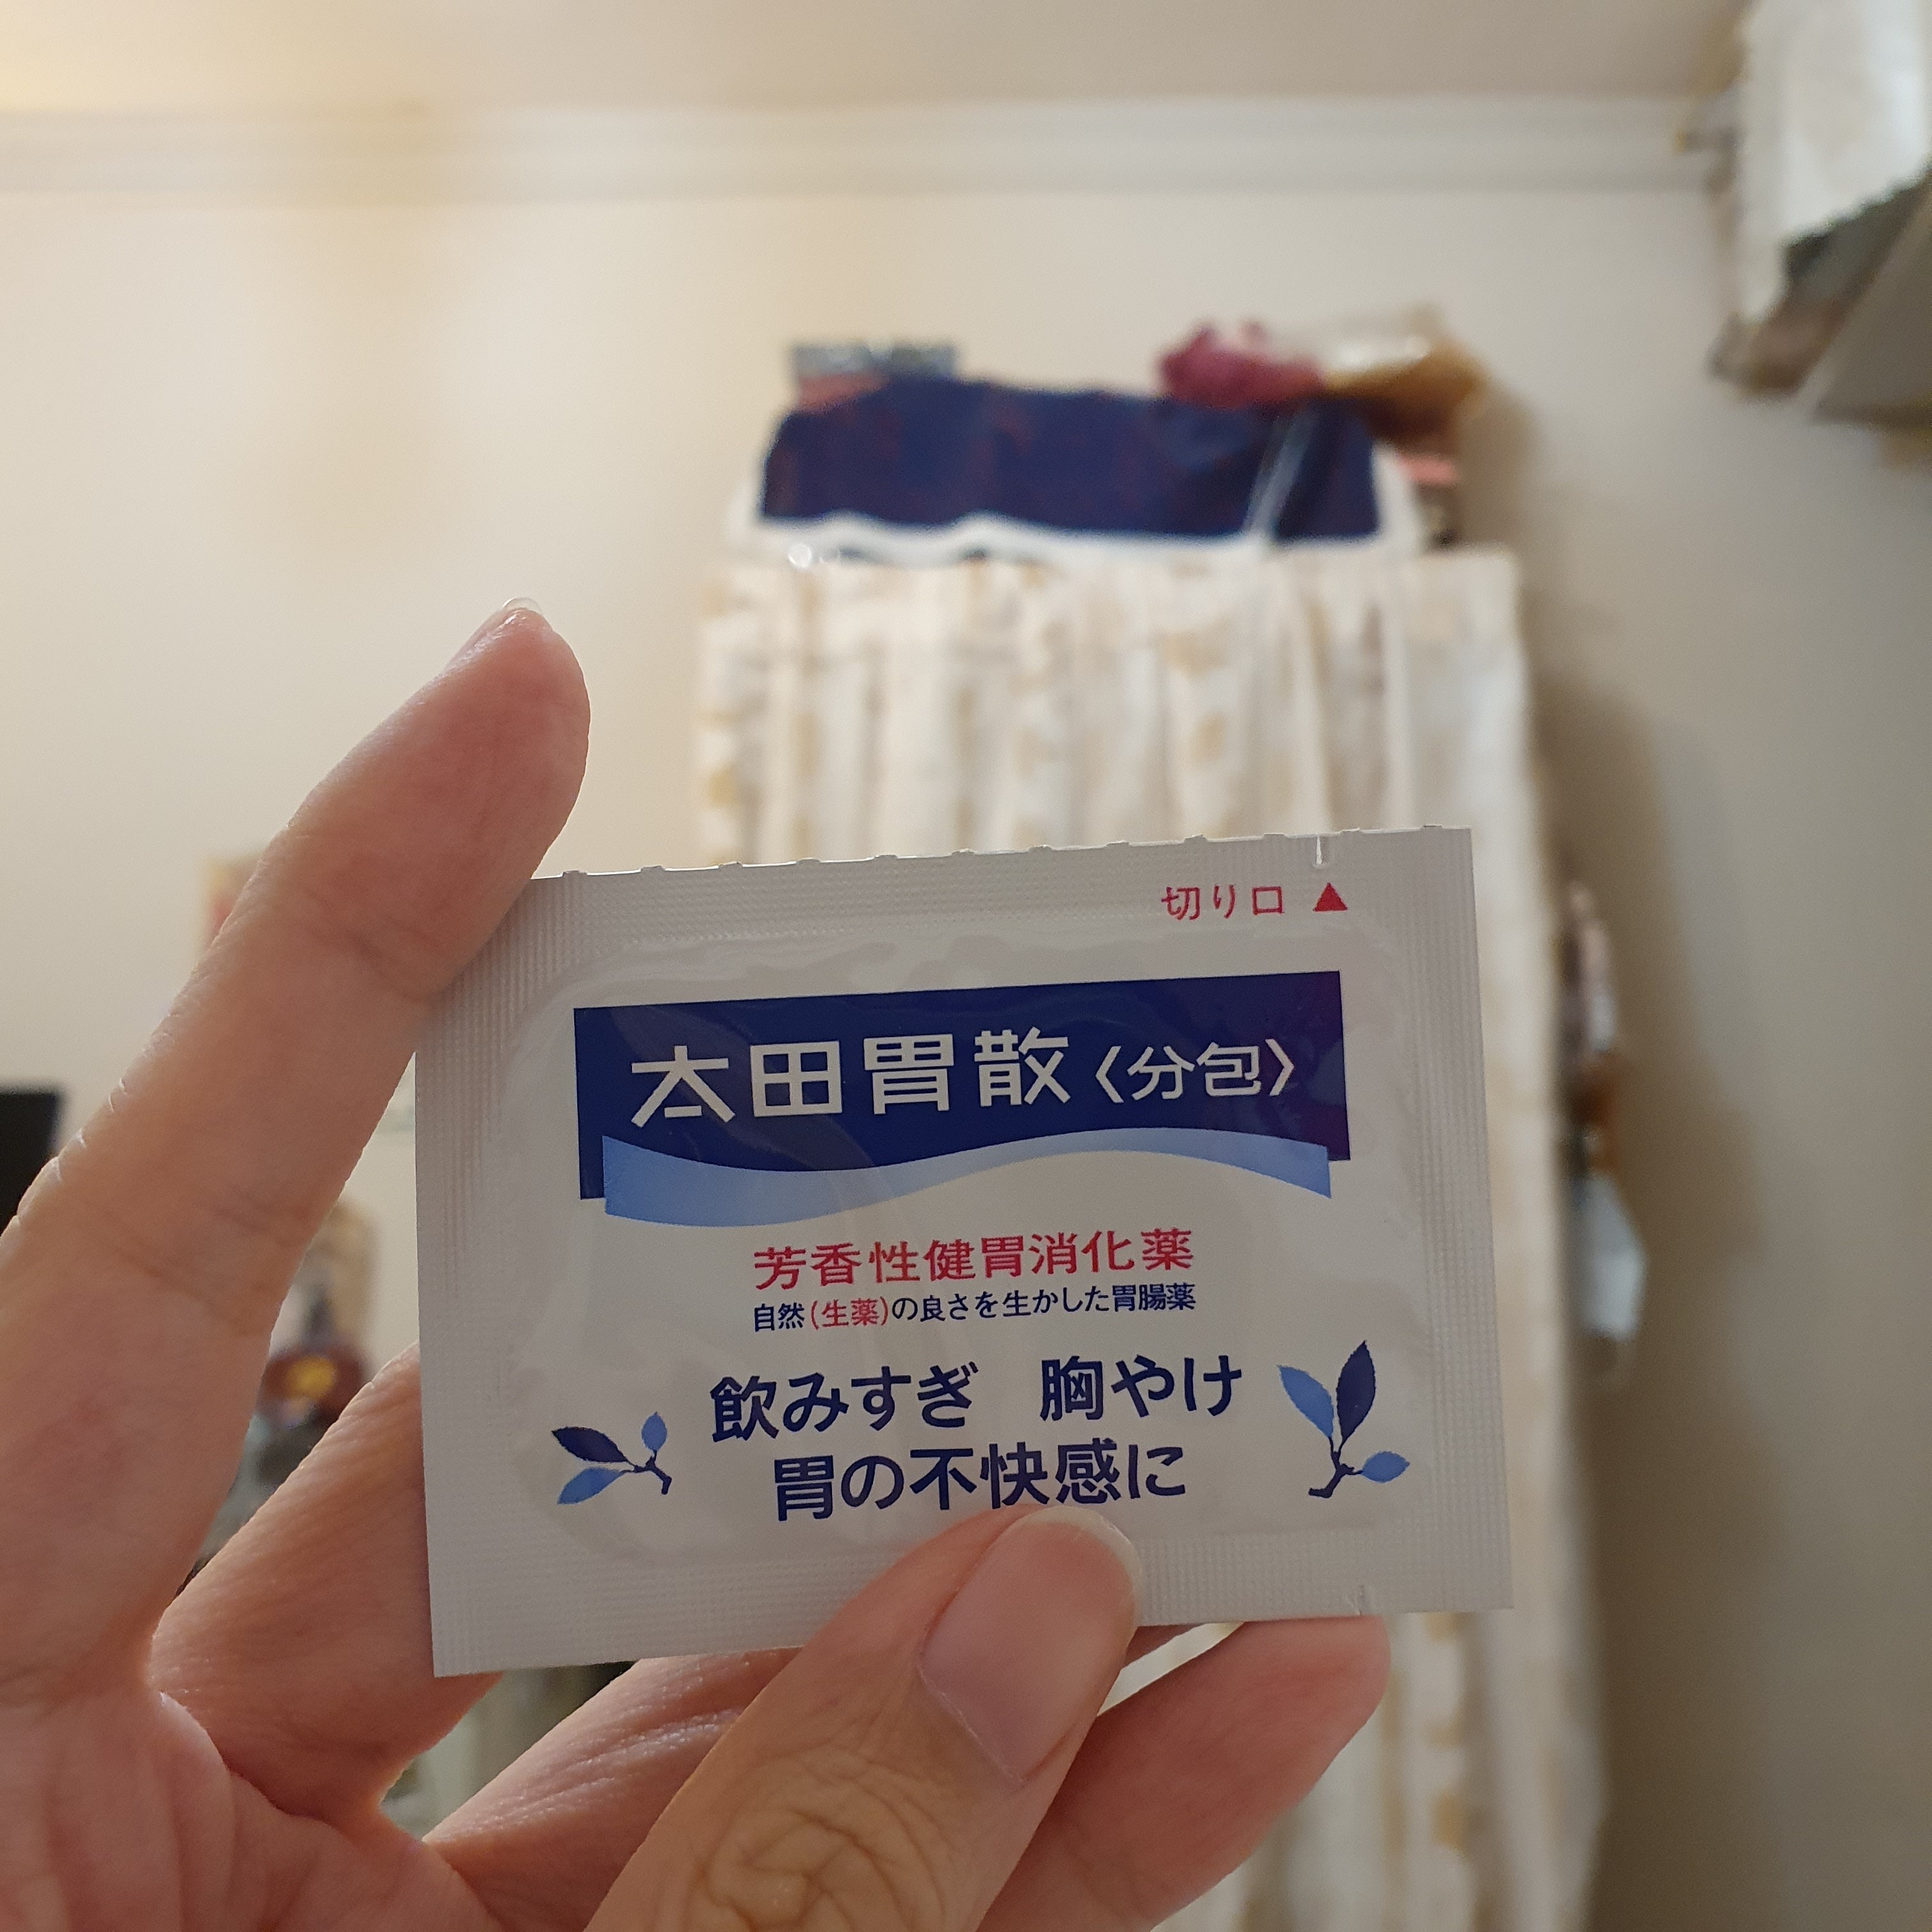 切り口 ▲
太田胃散〈分包〉
芳香性健胃消化薬
自然(生薬)の良さを生かした胃腸薬
飲みすぎ 胸やけ
胃の不快感に